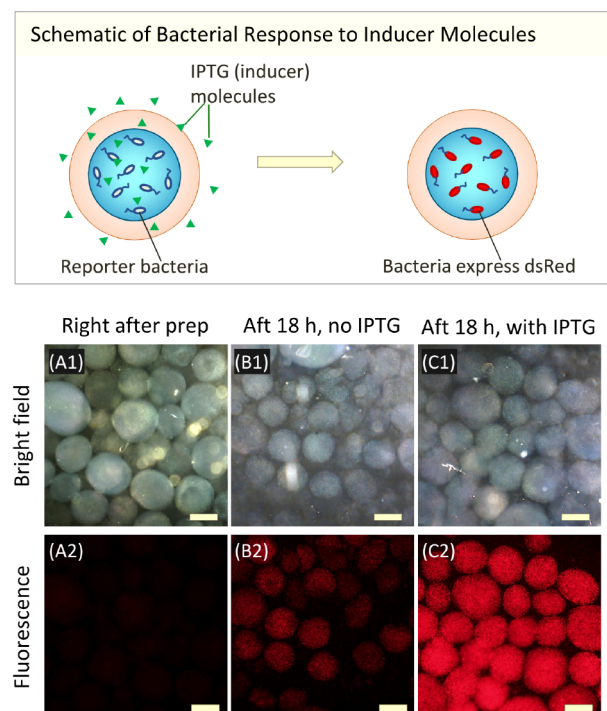 Schematic of Bacterial Response to Inducer Molecules
IPTG (inducer)
molecules
Reporter bacteria
Bacteria express dsRed
Right after prep
Aft 18 h, no IPTG
Aft 18 h, with IPTG
Bright field
(A1)
(B1)
(C1)
Fluorescence
(A2)
(B2)
(C2)